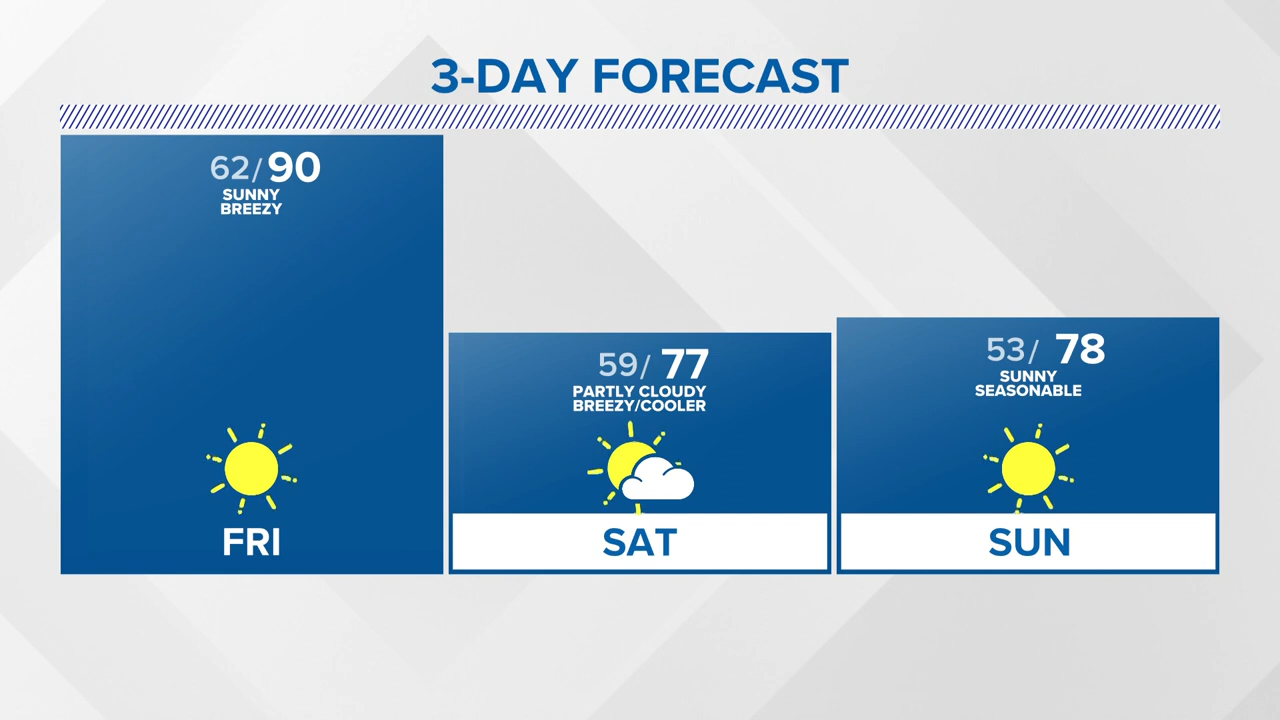 3-DAY FORECAST
62/90
SUNNY
BREEZY
FRI
59/ 77
PARTLY CLOUDY
BREEZY/COOLER
SAT
53/ 78
SUNNY
SEASONABLE
SUN